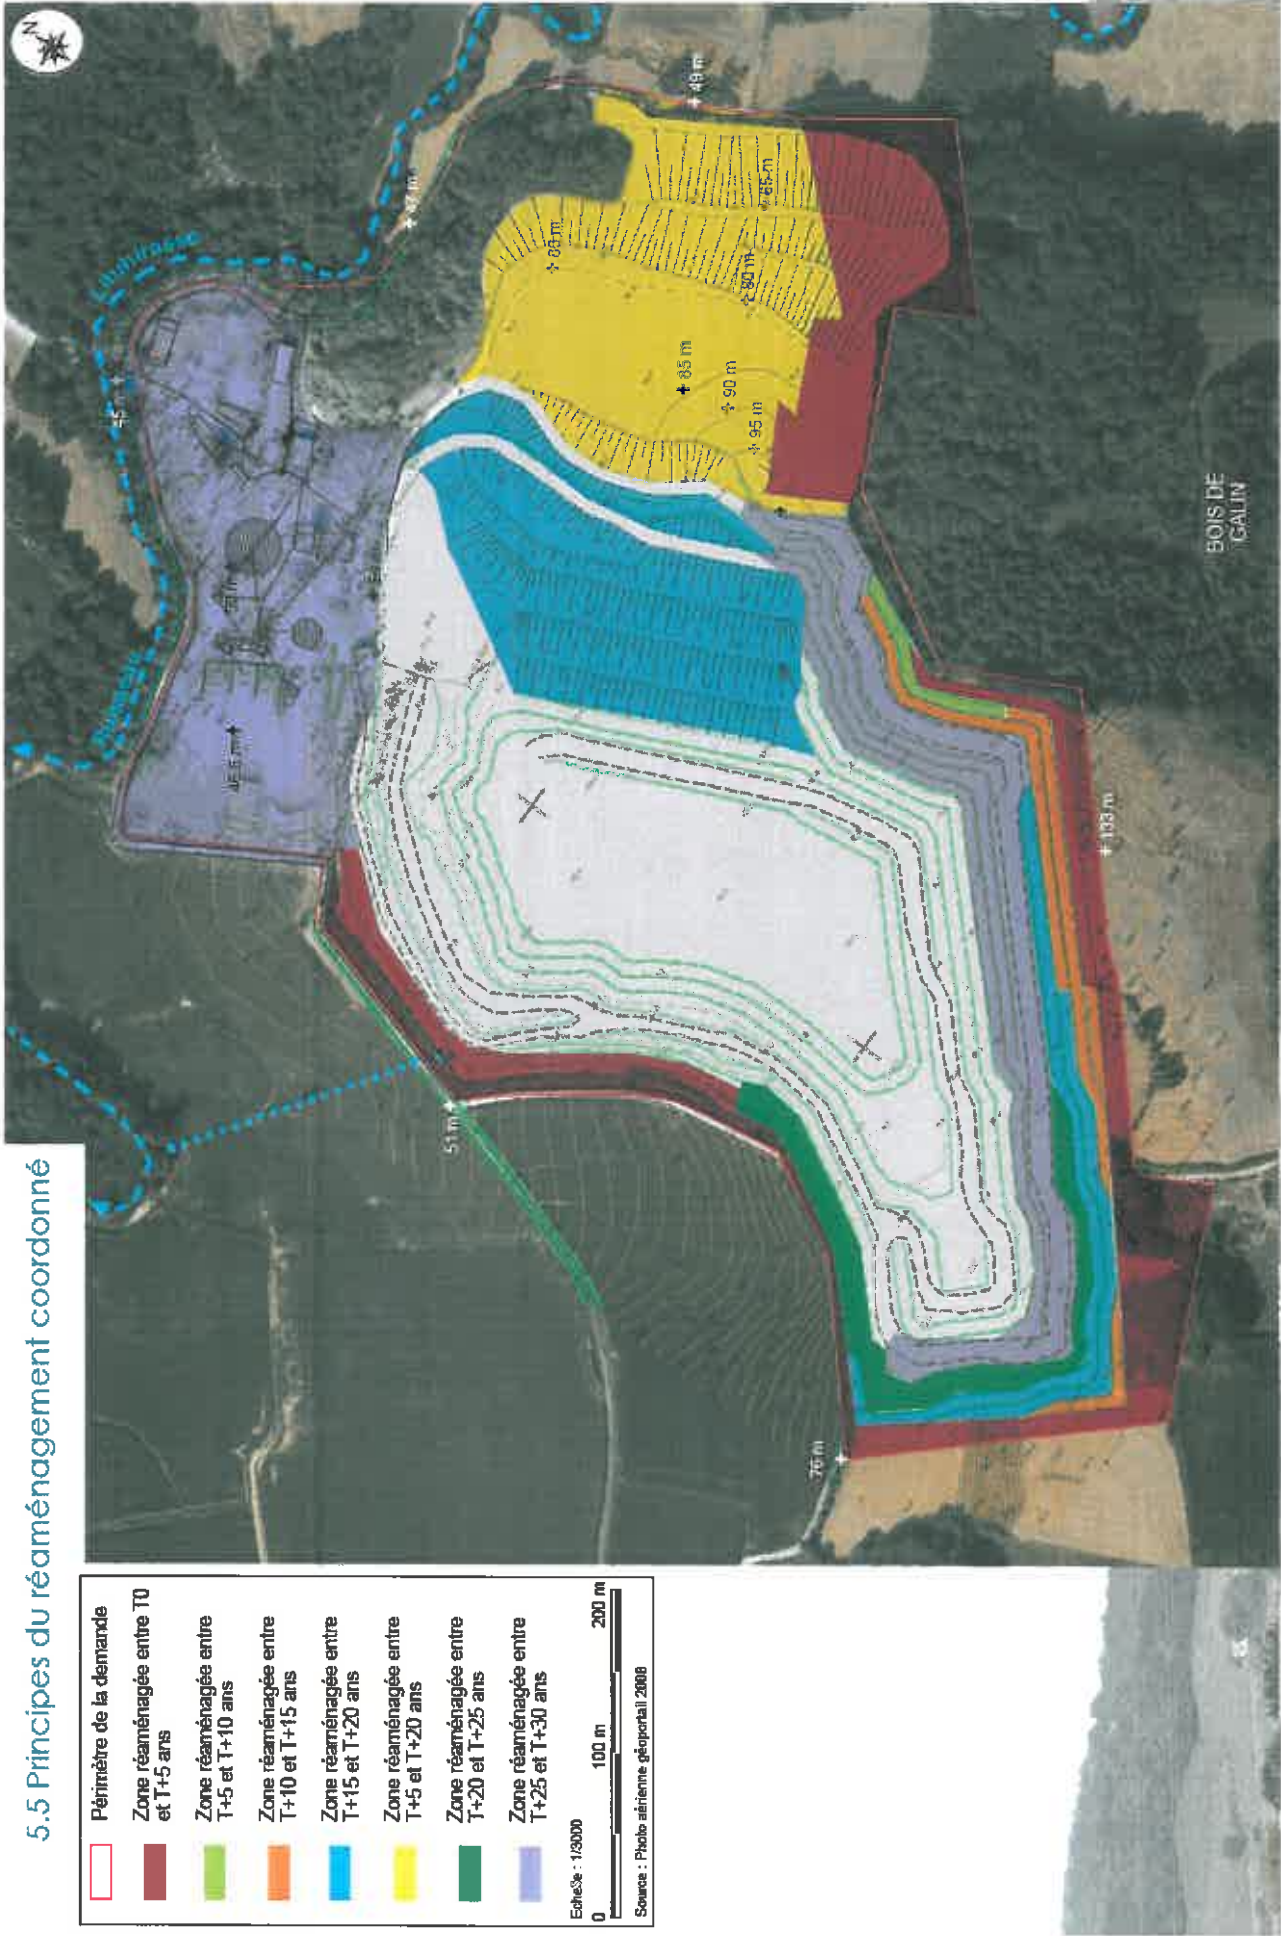 5.5 Principes du réaménagement coordonné
Périmètre de la demande
Zone réaménagée entre T0
et T+5 ans
Zone réaménagée entre
T+5 et T+10 ans
Zone réaménagée entre
T+10 et T+15 ans
Zone réaménagée entre
T+15 et T+20 ans
Zone réaménagée entre
T+5 et T+20 ans
Zone réaménagée entre
T+20 et T+25 ans
Zone réaménagée entre
T+25 et T+30 ans
Echelle : 1/3000
0 100 m 200 m
Source : Photo aérienne géoportail 2008
N
49 m
65 m
80 m
80 m
85 m
90 m
95 m
45 m
51 m
76 m
133 m
BOIS DE
GALIN